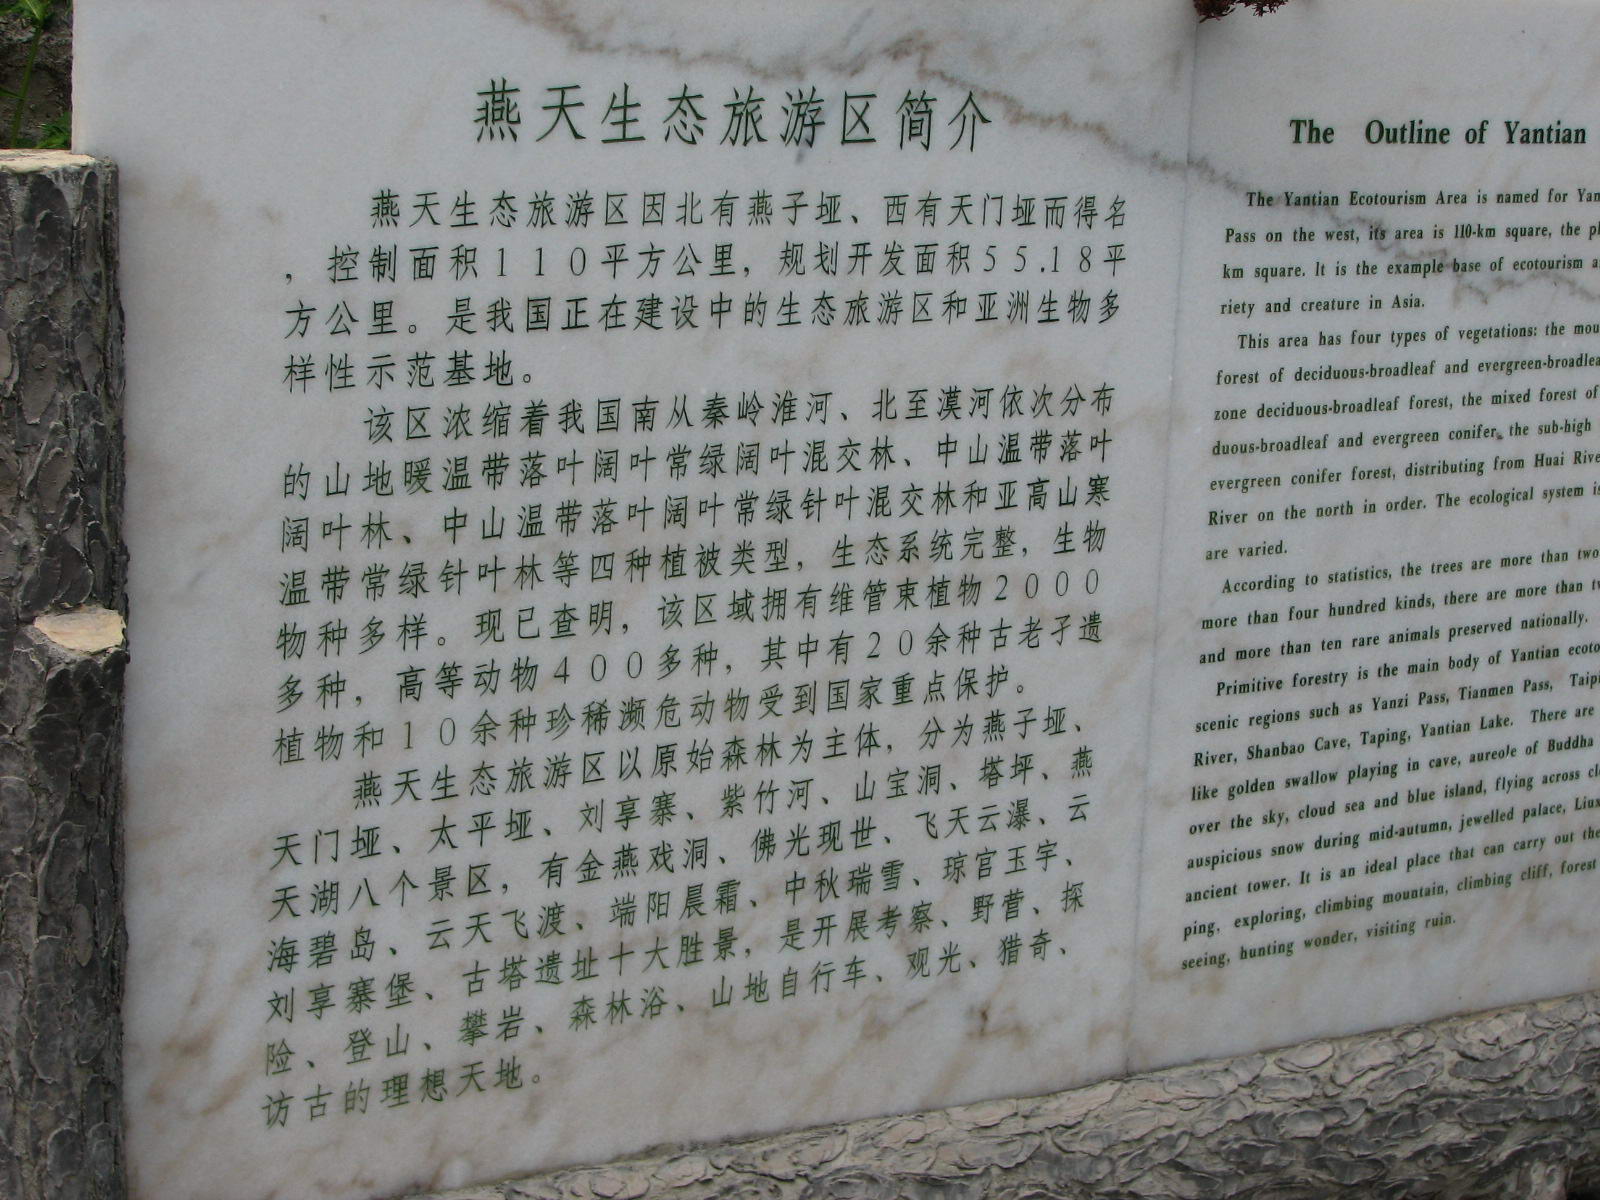 燕天生态旅游区简介
燕天生态旅游区因北有燕子垭、西有天门垭而得名
，控制面积110平方公里，规划开发面积55.18平
方公里。是我国正在建设中的生态旅游区和亚洲生物多
样性示范基地。
该区浓缩着我国南从秦岭淮河、北至漠河依次分布
的山地暖温带落叶阔叶常绿阔叶混交林、中山温带落叶
阔叶林、中山温带落叶阔叶常绿针叶混交林和亚高山寒
温带常绿针叶林等四种植被类型，生态系统完整，生物
物种多样。现已查明，该区域拥有维管束植物2000
多种，高等动物400多种，其中有20余种古老孑遗
植物和10余种珍稀濒危动物受到国家重点保护。
燕天生态旅游区以原始森林为主体，分为燕子垭、
天门垭、太平垭、刘享寨、紫竹河、山宝洞、塔坪、燕
天湖八个景区，有金燕戏洞、佛光现世、飞天云瀑、云
海碧岛、云天飞渡、端阳晨霜、中秋瑞雪、琼宫玉宇、
刘享寨堡、古塔遗址十大胜景，是开展考察、野营、探
险、登山、攀岩、森林浴、山地自行车、观光、猎奇、
访古的理想天地。
The Outline of Yantian
The Yantian Ecotourism Area is named for
Pass on the west, its area is 110-km square, the
km square. It is the example base of ecotourism
riety and creature in Asia.
This area has four types of vegetations: the
forest of deciduous-broadleaf and
zone deciduous-broadleaf forest, the mixed forest of
duous-broadleaf and evergreen conifer, the sub-high
evergreen conifer forest, distributing from Huai
River on the north in order. The ecological system
are varied.
According to statistics, the trees are more than two
more than four hundred kinds, there are more than
and more than ten rare animals preserved nationally.
Primitive forestry is the main body of Yantian
scenic regions such as Yanzi Pass, Tianmen Pass,
River, Shanbao Cave, Taping, Yantian Lake. There are
like golden swallow playing in cave, aureole of Buddha
over the sky, cloud sea and blue island, flying across
auspicious snow during mid-autumn, jewelled palace,
ancient tower. It is an ideal place that can carry out the
ping, exploring, climbing mountain, climbing cliff, forest
seeing, hunting wonder, visiting ruin.